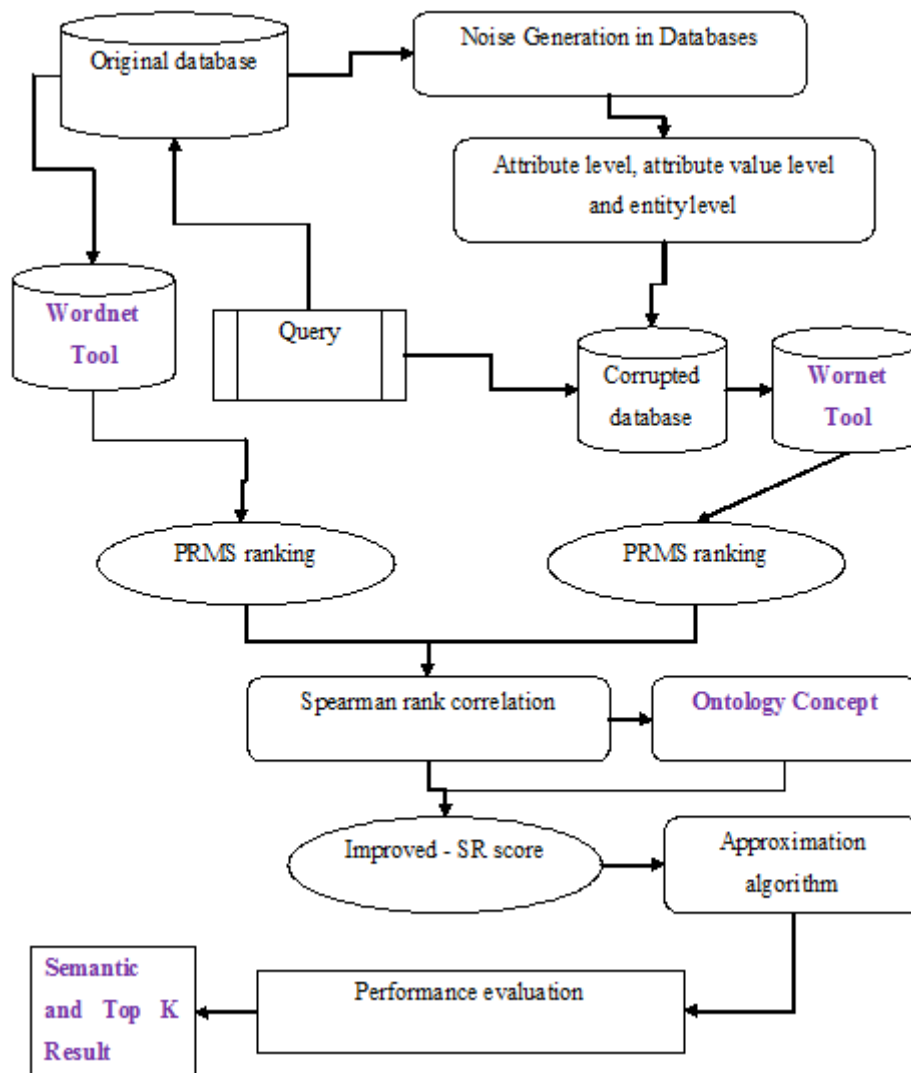 Original database
Noise Generation in Databases
Attribute level, attribute value level
and entity level
Wordnet
Tool
Query
Corrupted
database
Wornet
Tool
PRMS ranking
PRMS ranking
Spearman rank correlation
Ontology Concept
Improved - SR score
Approximation
algorithm
Semantic
and Top K
Result
Performance evaluation